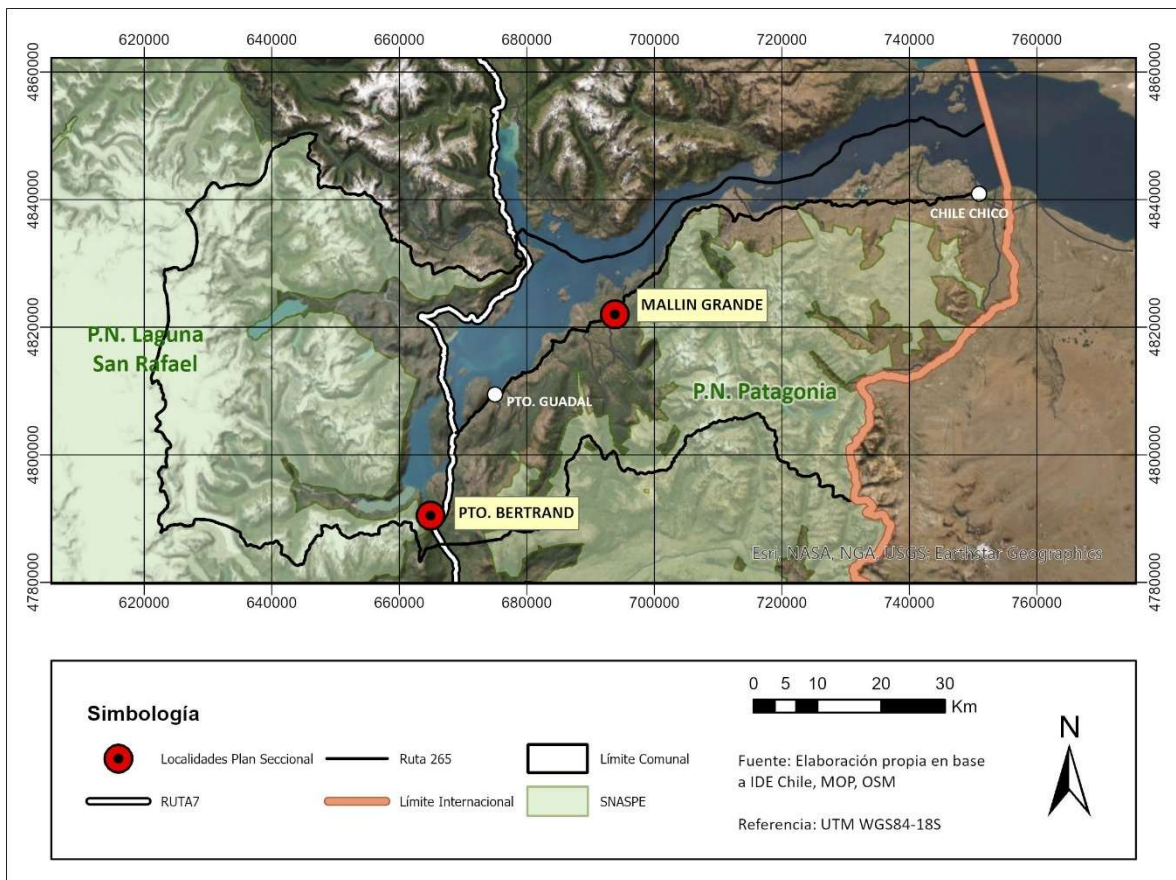 620000 640000 660000 680000 700000 720000 740000 760000
4860000 4860000
4840000 4840000
CHILE CHICO
MALLIN GRANDE
4820000 4820000
P.N. Laguna
San Rafael
P.N. Patagonia
PTO. GUADAL
4800000 4800000
PTO. BERTRAND
Esri, NASA, NGA, USGS, Earthstar Geographics
4780000 4780000
620000 640000 660000 680000 700000 720000 740000 760000
0 5 10 20 30
Km
Simbología
N
Localidades Plan Seccional Ruta 265 Límite Comunal
Fuente: Elaboración propia en base
a IDE Chile, MOP, OSM
RUTA7 Límite Internacional SNASPE
Referencia: UTM WGS84-18S